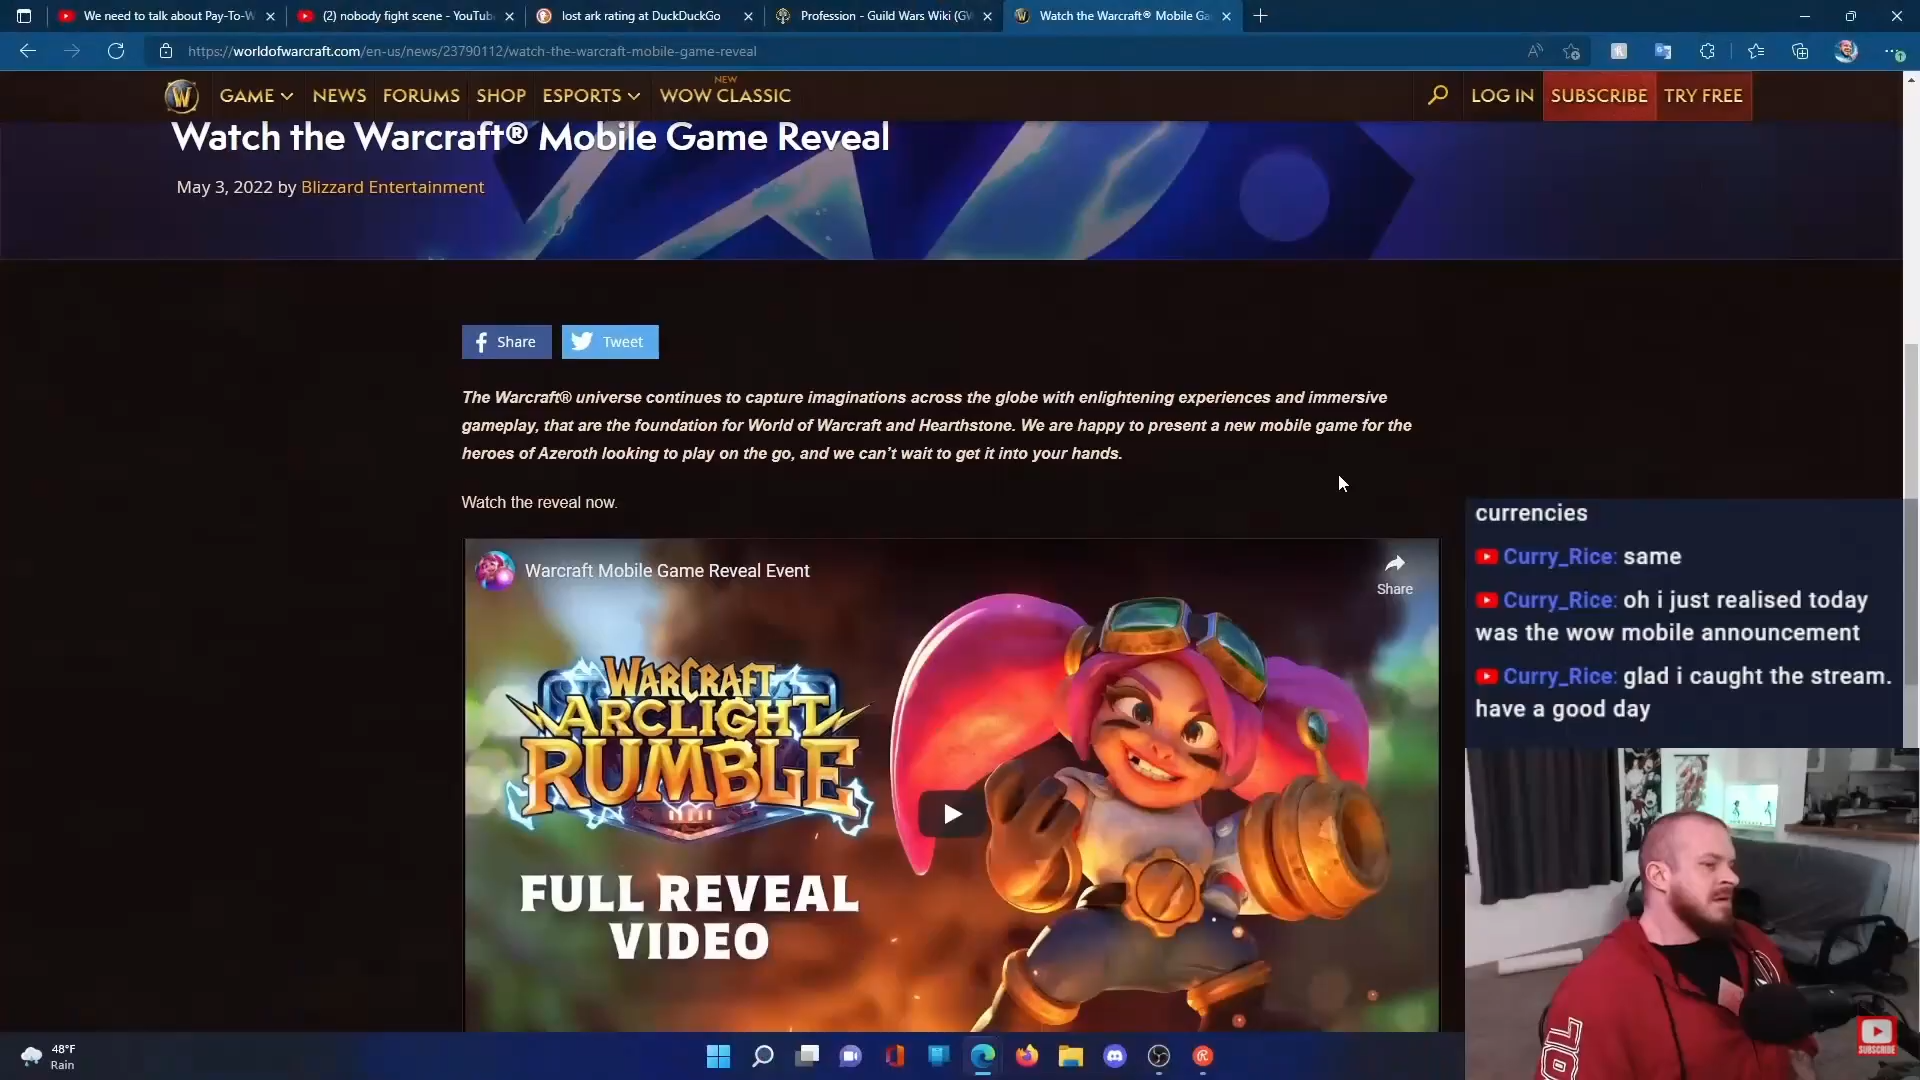 We need to talk about Pay-To-W
(2) nobody fight scene - YouTub
lost ark rating at DuckDuckGo
Profession - Guild Wars Wiki (GW
Watch the Warcraft® Mobile Ga
https://worldofwarcraft.com/en-us/news/23790112/watch-the-warcraft-mobile-game-reveal
GAME
NEWS
FORUMS
SHOP
ESPORTS
NEW
WOW CLASSIC
LOG IN
SUBSCRIBE
TRY FREE
Watch the Warcraft® Mobile Game Reveal
May 3, 2022 by Blizzard Entertainment
Share
Tweet
The Warcraft® universe continues to capture imaginations across the globe with enlightening experiences and immersive
gameplay, that are the foundation for World of Warcraft and Hearthstone. We are happy to present a new mobile game for the
heroes of Azeroth looking to play on the go, and we can't wait to get it into your hands.
Watch the reveal now.
Warcraft Mobile Game Reveal Event
Share
WARCRAFT
ARCLIGHT
RUMBLE
FULL REVEAL
VIDEO
currencies
Curry_Rice: same
Curry_Rice: oh i just realised today
was the wow mobile announcement
Curry_Rice: glad i caught the stream.
have a good day
SUBSCRIBE
48°F
Rain